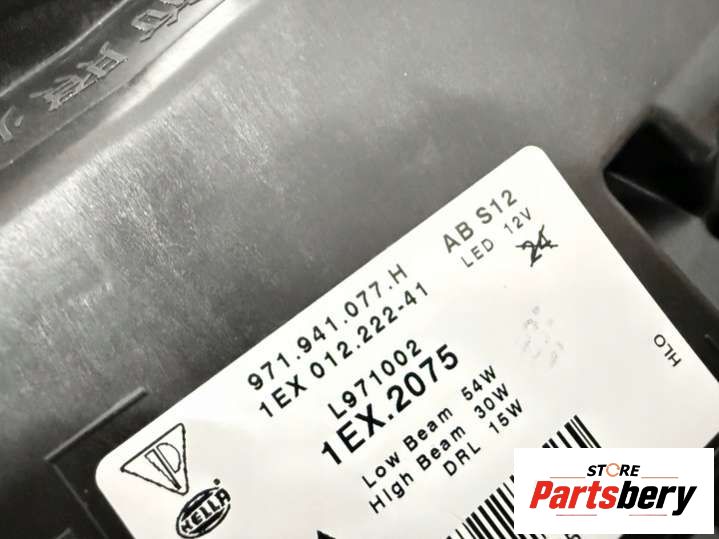 AB S12
LED 12V
24
971.941.077.H
1EX 012.222-41
L971002
1EX.2075
Low Beam 54W
High Beam 30W
DRL 15W
HLO
HELLA
STORE
Partsbery